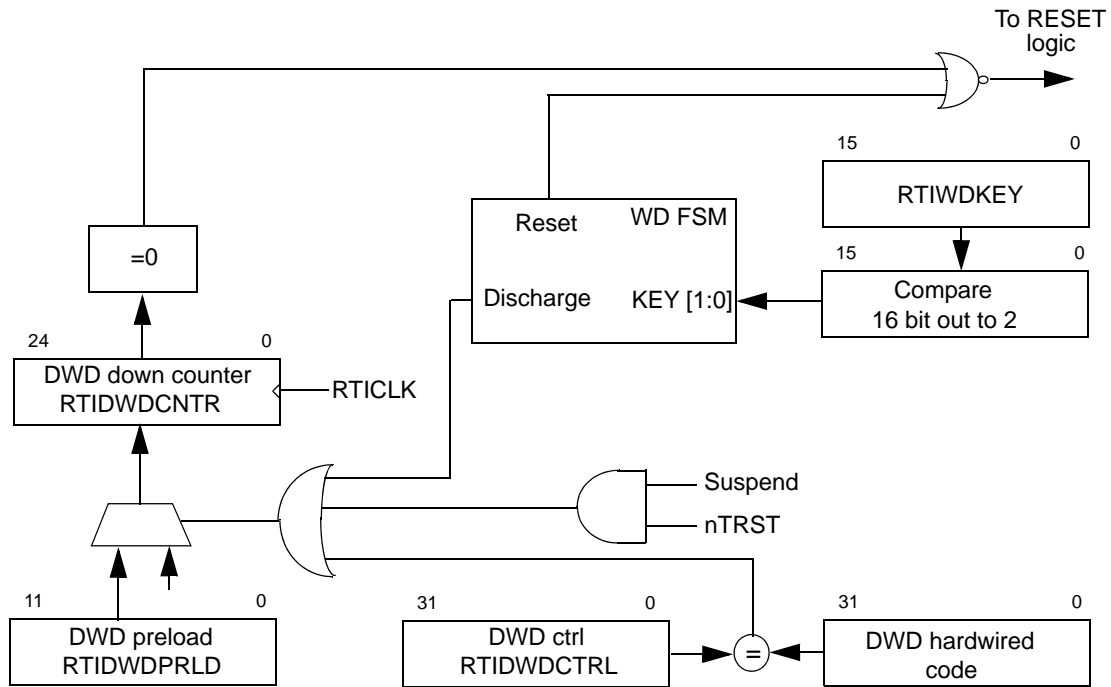 To RESET
logic
15 0
RTIWDKEY
Reset WD FSM
=0
15 0
Discharge KEY [1:0]
Compare
16 bit out to 2
24 0
DWD down counter
RTIDWDCNTR
RTICLK
Suspend
nTRST
11 0
DWD preload
RTIDWDPRLD
31 0
DWD ctrl
RTIDWDCTRL
=
31 0
DWD hardwired
code